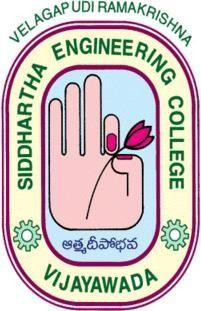 VELAGAPUDI RAMAKRISHNA
SIDDHARTHA ENGINEERING COLLEGE
ఆత్మదీపోభవ
VIJAYAWADA